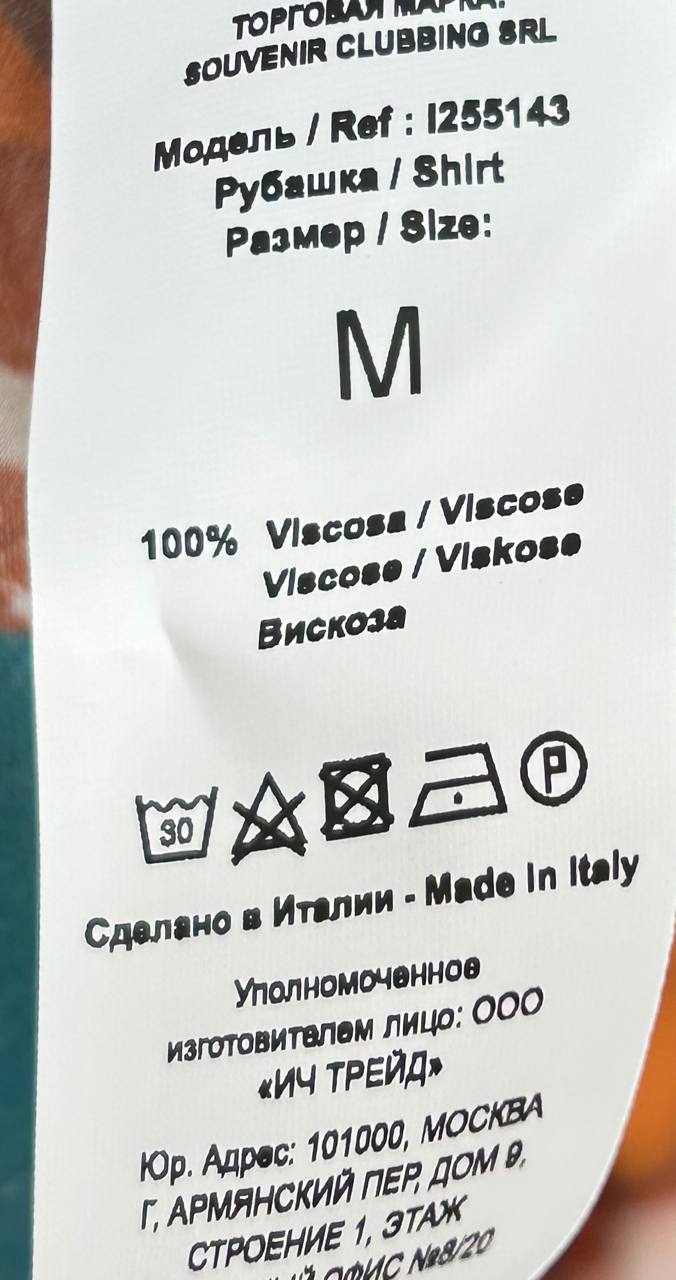 ТОРГОВАЯ МАРКА:
SOUVENIR CLUBBING SRL
Модель / Ref : I255143
Рубашка / Shirt
Размер / Size:
M
100% Viscosa / Viscose
Viscose / Viskose
Вискоза
30
P
Сделано в Италии - Made In Italy
Уполномоченное
изготовителем лицо: ООО
«ИЧ ТРЕЙД»
Юр. Адрес: 101000, МОСКВА
Г, АРМЯНСКИЙ ПЕР, ДОМ 9,
СТРОЕНИЕ 1, ЭТАЖ
ОФИС №8/20